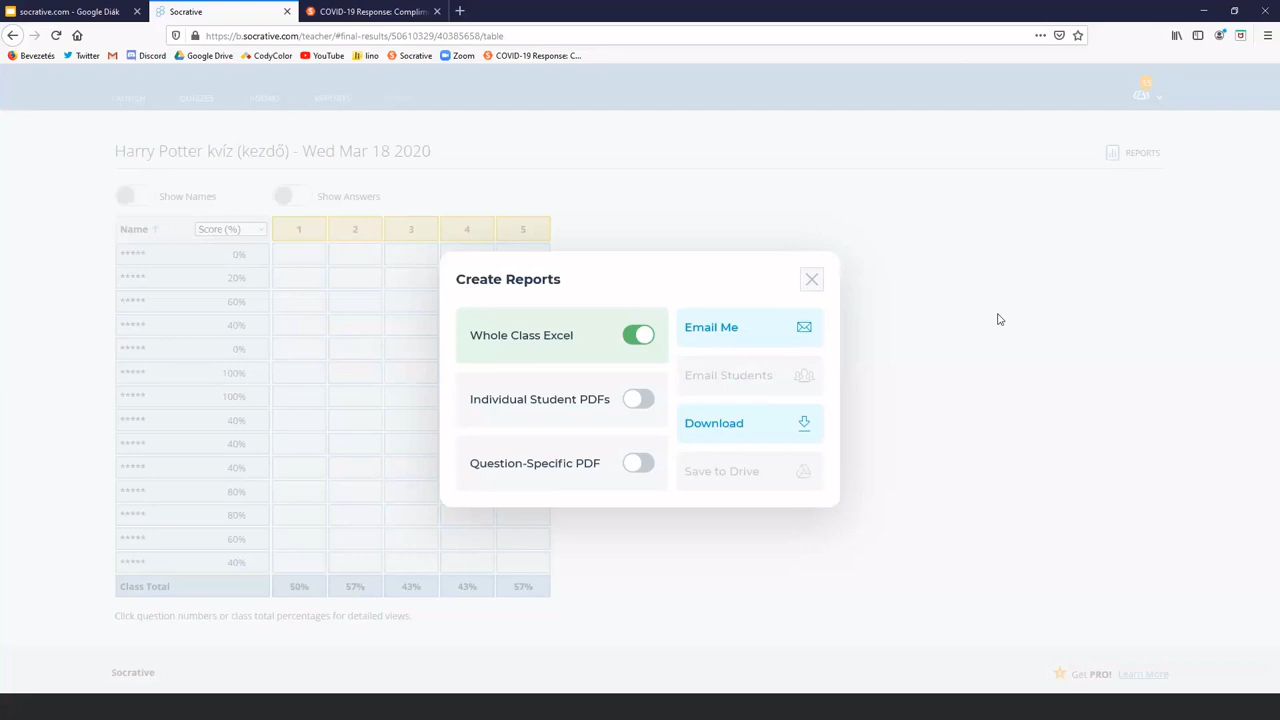 socrative.com - Google Diák
Socrative
COVID-19 Response: Complim
https://b.socrative.com/teacher/#final-results/50610329/40385658/table
Bevezetés
Twitter
Discord
Google Drive
CodyColor
YouTube
lino
Socrative
Zoom
COVID-19 Response: C...
LAUNCH
QUIZZES
ROOMS
REPORTS
Harry Potter kvíz (kezdő) - Wed Mar 18 2020
REPORTS
Show Names
Show Answers
Name ↑
Score (%)
1
2
3
4
5
***** 0%
***** 20%
***** 60%
***** 40%
***** 0%
***** 100%
***** 100%
***** 40%
***** 40%
***** 40%
***** 80%
***** 80%
***** 60%
***** 40%
Class Total 50% 57% 43% 43% 57%
Click question numbers or class total percentages for detailed views.
Create Reports
Whole Class Excel
Individual Student PDFs
Question-Specific PDF
Email Me
Email Students
Download
Save to Drive
Socrative
Get PRO! Learn More